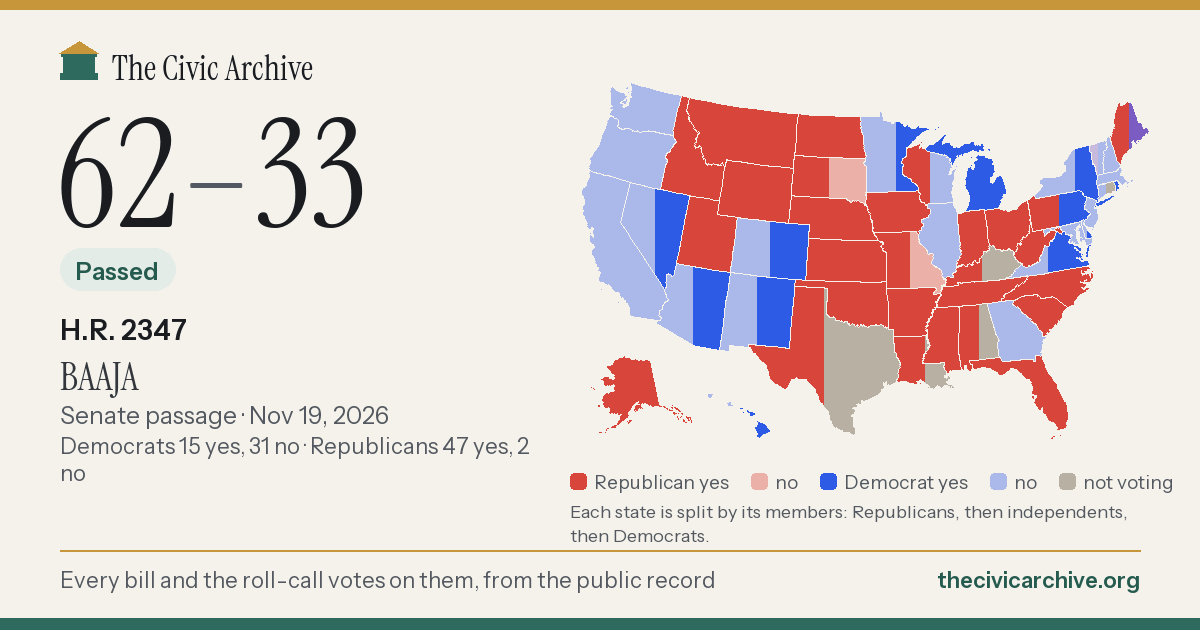 The Civic Archive
62–33
Passed
H.R. 2347
BAAJA
Senate passage · Nov 19, 2026
Democrats 15 yes, 31 no · Republicans 47 yes, 2
no
Republican yes no Democrat yes no not voting
Each state is split by its members: Republicans, then independents,
then Democrats.
Every bill and the roll-call votes on them, from the public record
thecivicarchive.org